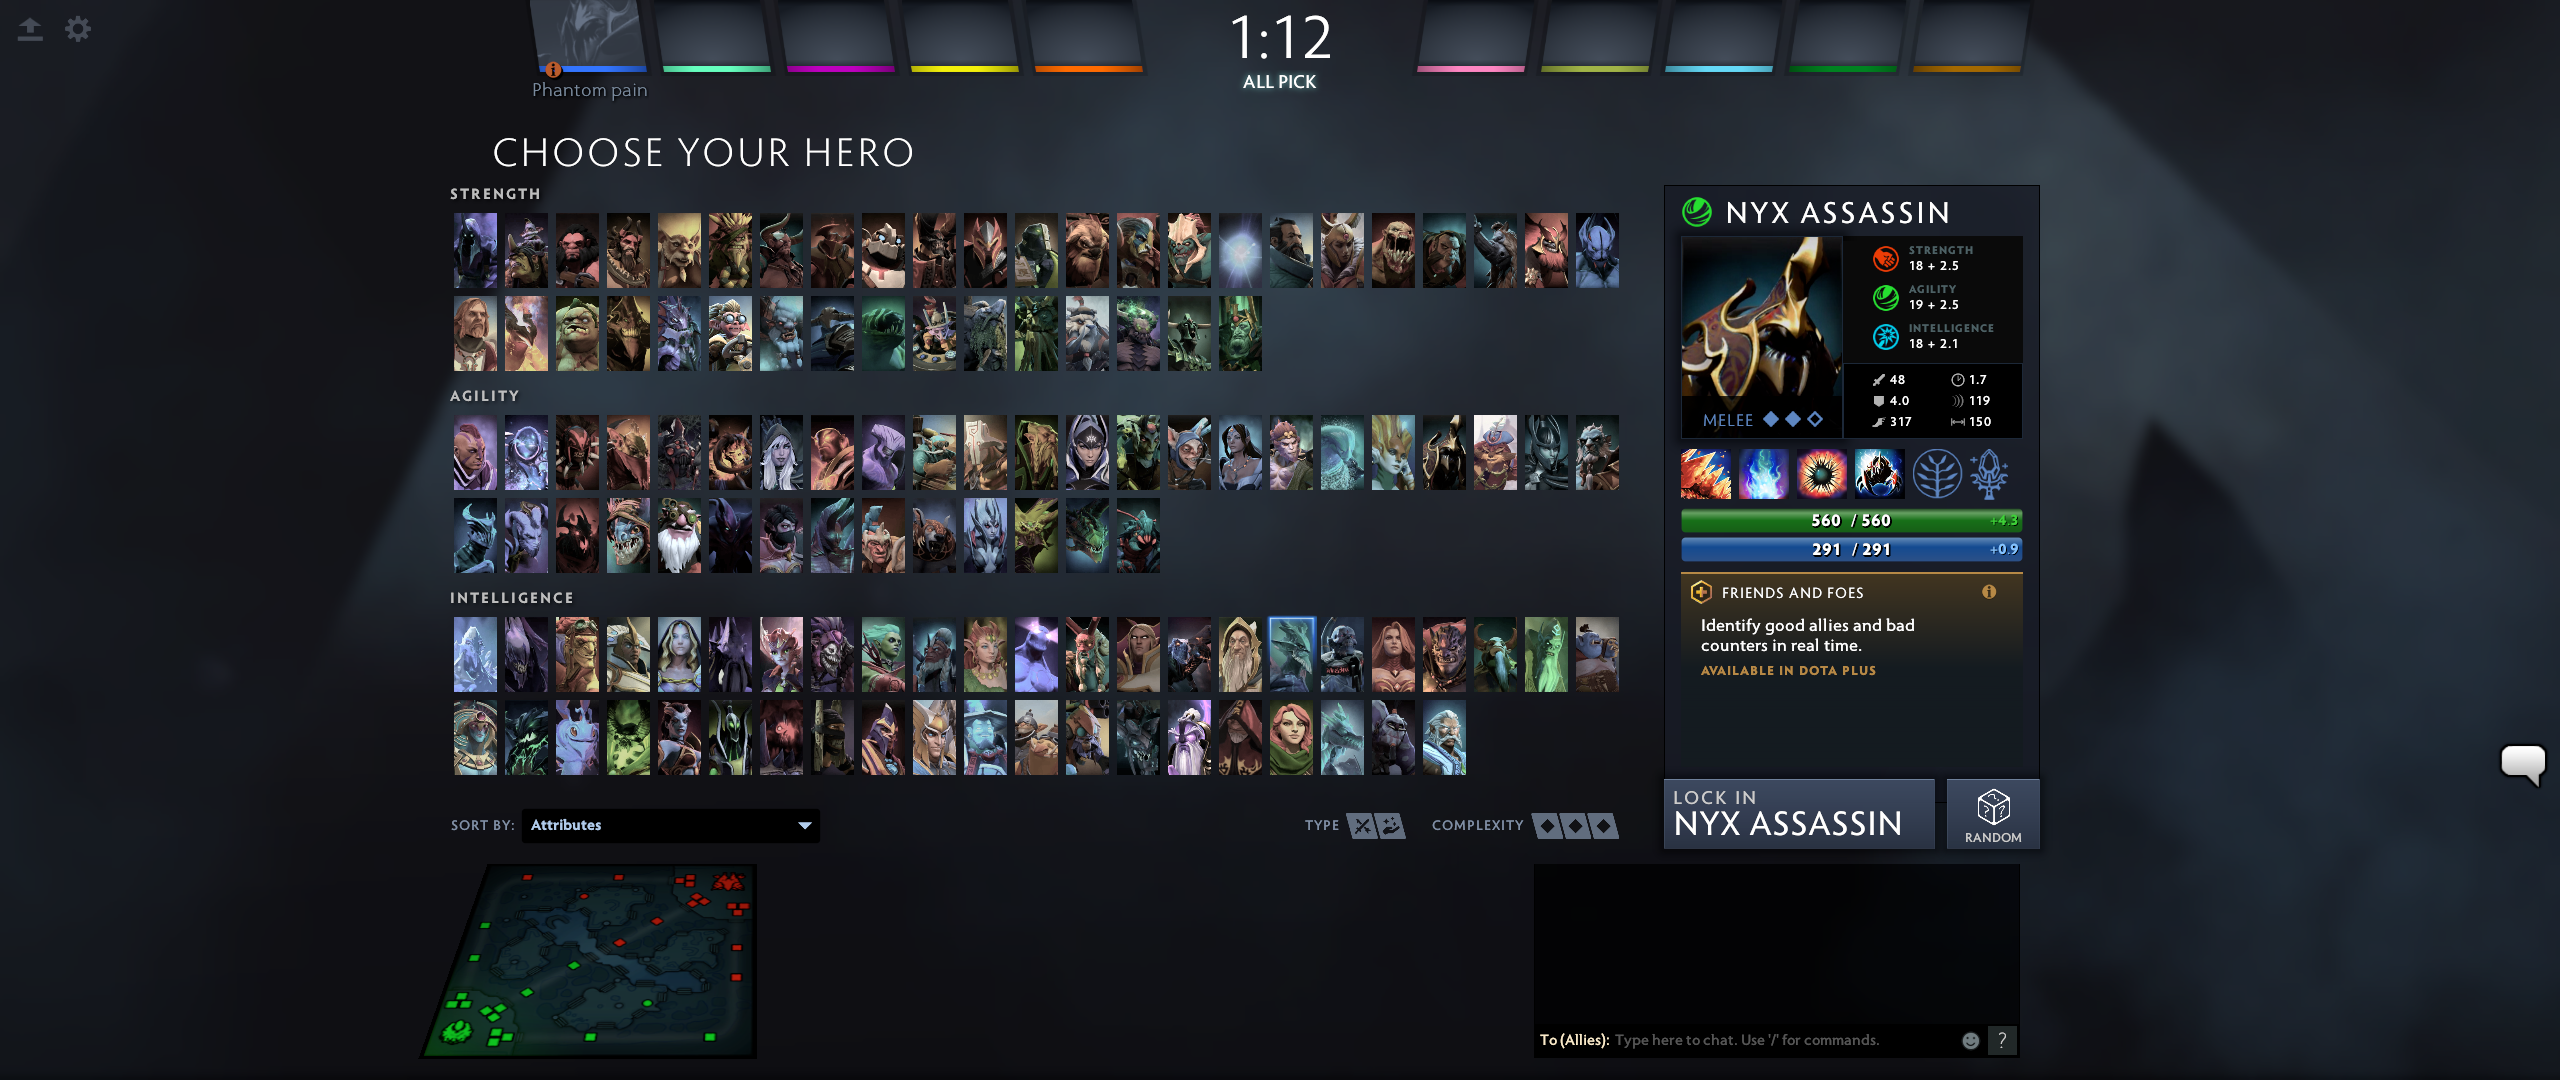 1:12
ALL PICK
Phantom pain
CHOOSE YOUR HERO
STRENGTH
AGILITY
INTELLIGENCE
NYX ASSASSIN
STRENGTH
18 + 2.5
AGILITY
19 + 2.5
INTELLIGENCE
18 + 2.1
MELEE
48 1.7
4.0 119
317 150
560 / 560 +4.3
291 / 291 +0.9
FRIENDS AND FOES
Identify good allies and bad
counters in real time.
AVAILABLE IN DOTA PLUS
LOCK IN
NYX ASSASSIN
RANDOM
SORT BY: Attributes
TYPE COMPLEXITY
To (Allies): Type here to chat. Use '/' for commands. ?